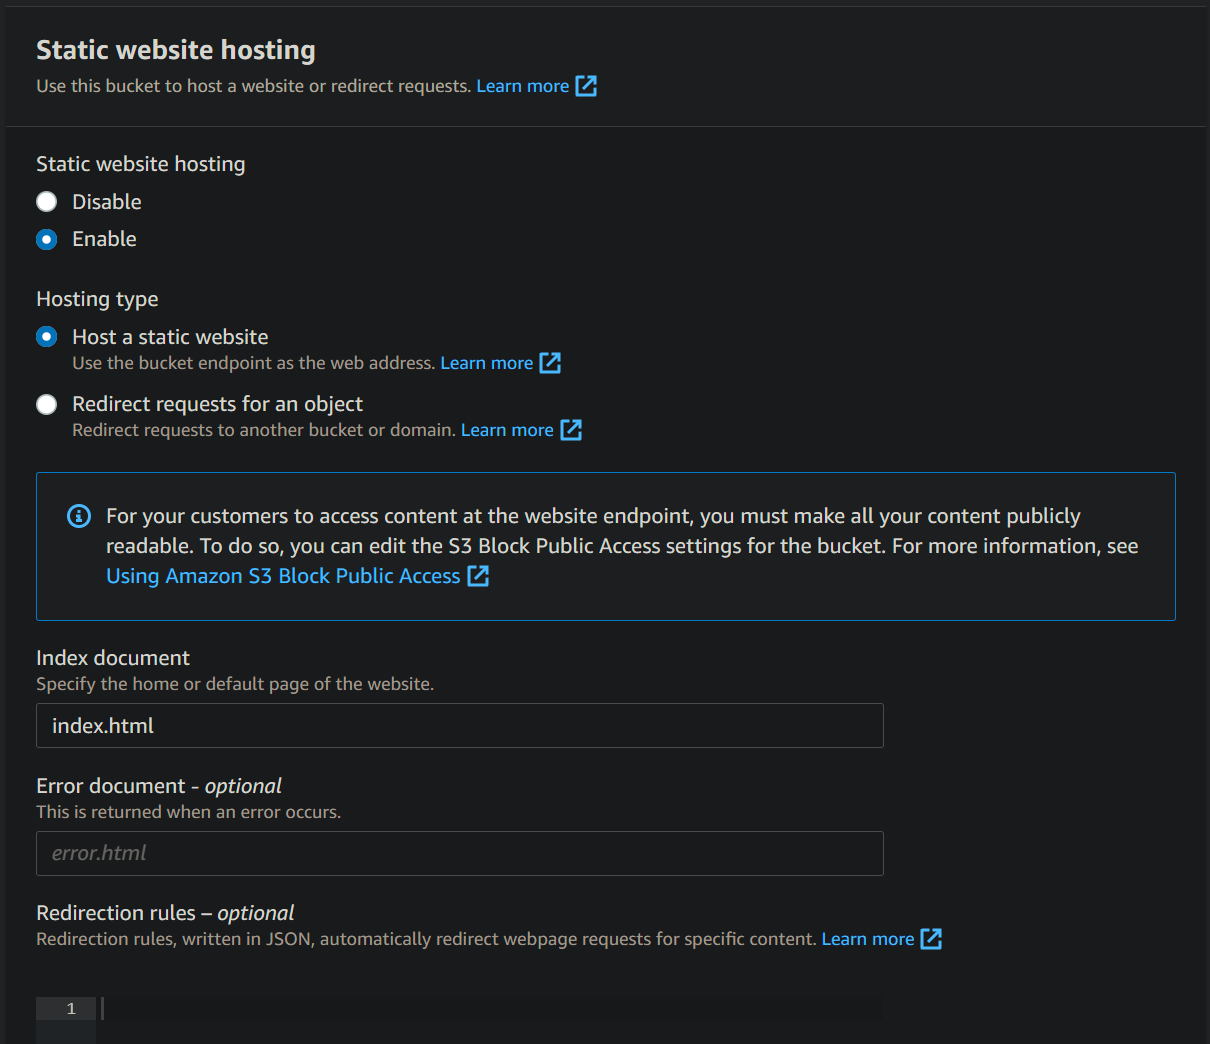 Static website hosting
Use this bucket to host a website or redirect requests. Learn more
Static website hosting
Disable
Enable
Hosting type
Host a static website
Use the bucket endpoint as the web address. Learn more
Redirect requests for an object
Redirect requests to another bucket or domain. Learn more
For your customers to access content at the website endpoint, you must make all your content publicly
readable. To do so, you can edit the S3 Block Public Access settings for the bucket. For more information, see
Using Amazon S3 Block Public Access
Index document
Specify the home or default page of the website.
index.html
Error document - optional
This is returned when an error occurs.
error.html
Redirection rules – optional
Redirection rules, written in JSON, automatically redirect webpage requests for specific content. Learn more
1